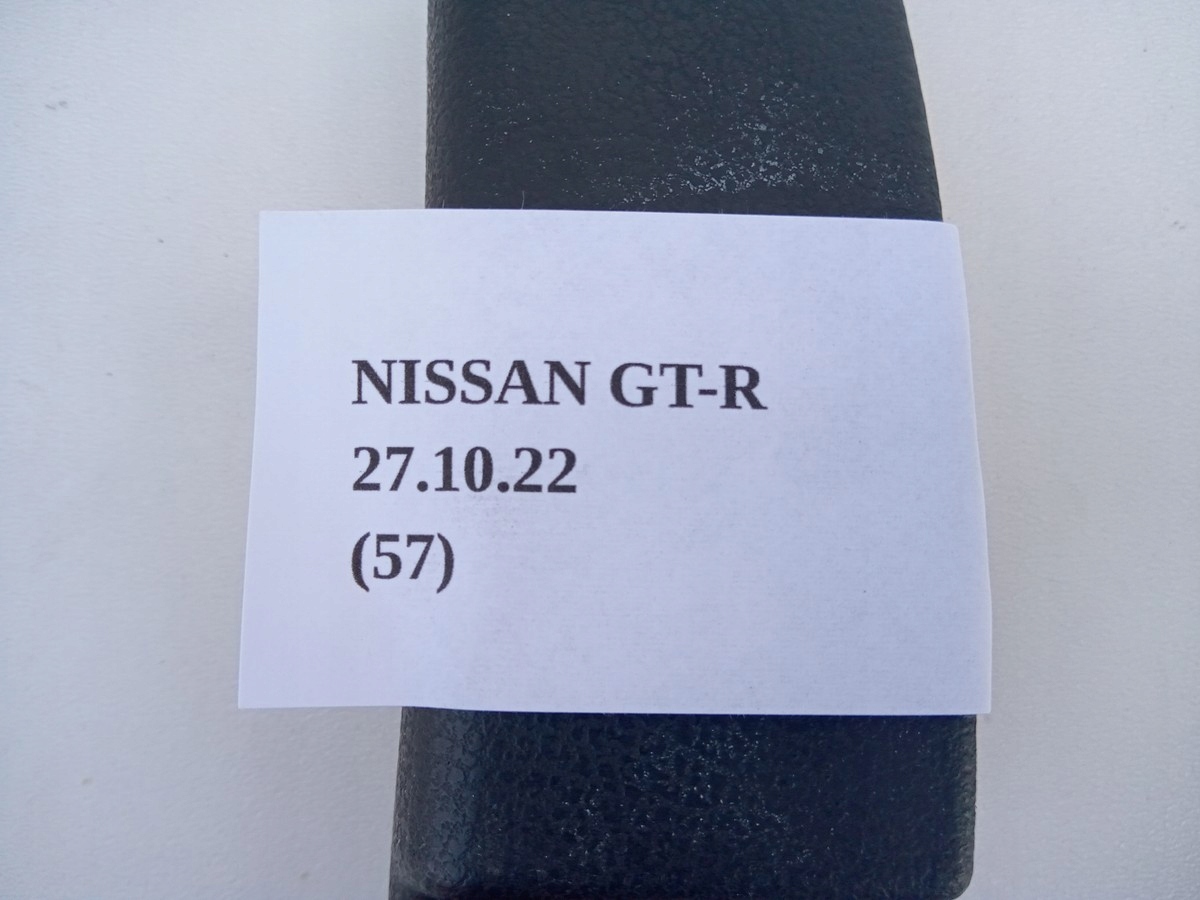 NISSAN GT-R
27.10.22
(57)